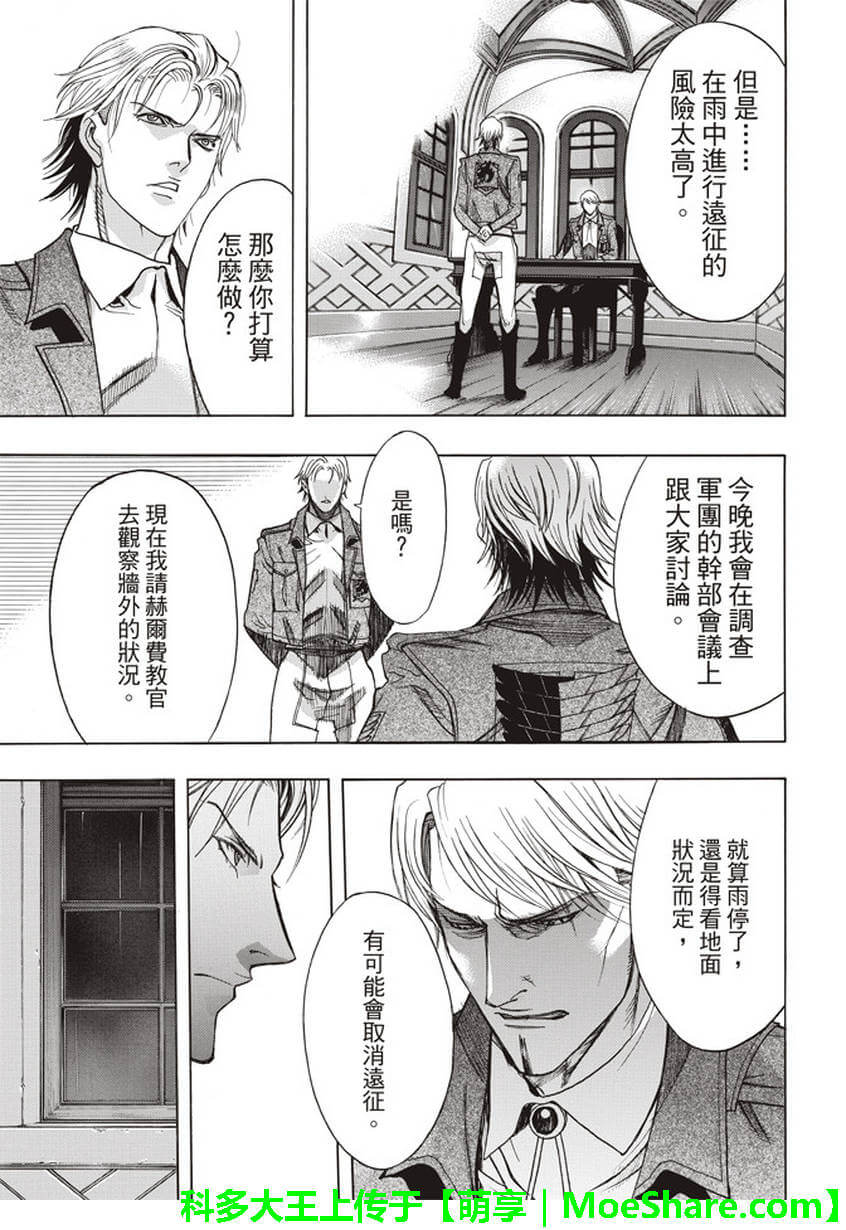 但是……
在雨中進行遠征的
風險太高了。
那麼你打算
怎麼做？
今晚我會在調查
軍團的幹部會議上
跟大家討論。
是嗎？
現在我請赫爾費教官
去觀察牆外的狀況。
就算雨停了，
還是得看地面
狀況而定，
有可能會取消遠征。
科多大王上传于【萌享｜MoeShare.com】